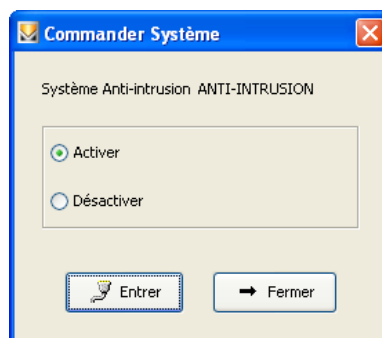 Commander Système
Système Anti-intrusion ANTI-INTRUSION
Activer
Désactiver
Entrer
Fermer